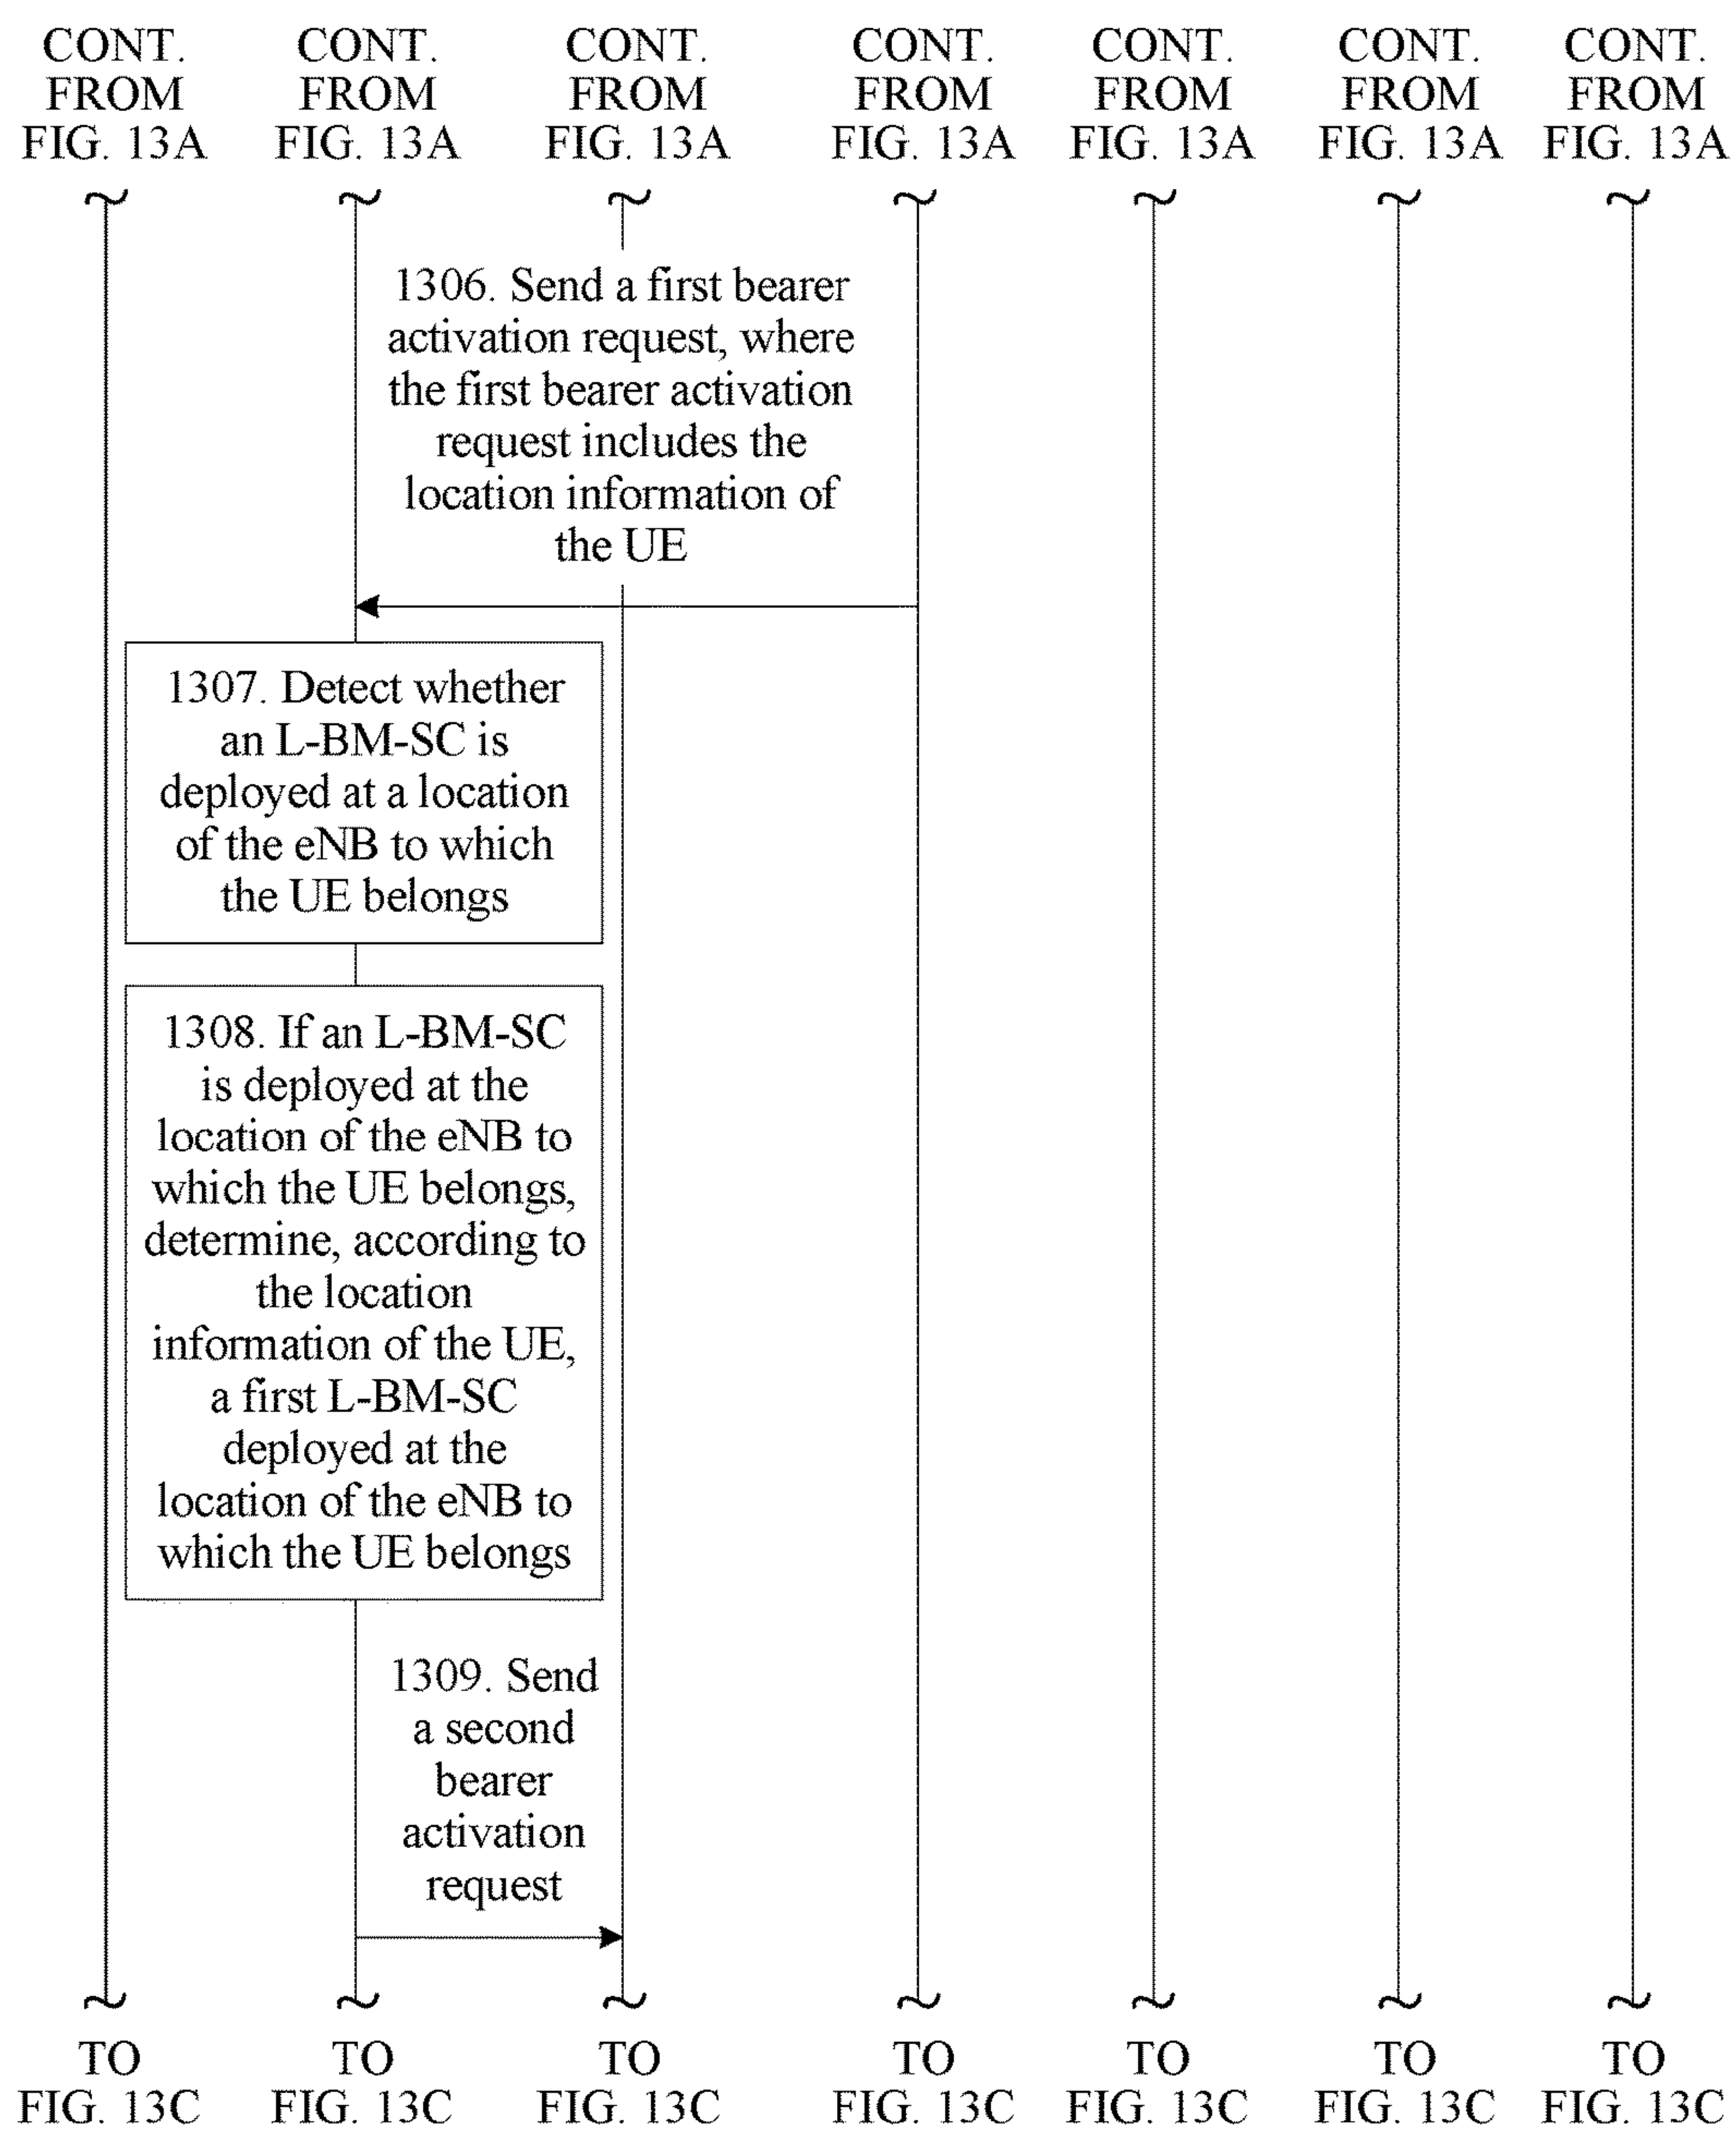 CONT. FROM FIG. 13A
CONT. FROM FIG. 13A
CONT. FROM FIG. 13A
CONT. FROM FIG. 13A
CONT. FROM FIG. 13A
CONT. FROM FIG. 13A
CONT. FROM FIG. 13A
1306. Send a first bearer
activation request, where
the first bearer activation
request includes the
location information of
the UE
1307. Detect whether
an L-BM-SC is
deployed at a location
of the eNB to which
the UE belongs
1308. If an L-BM-SC
is deployed at the
location of the eNB to
which the UE belongs,
determine, according to
the location
information of the UE,
a first L-BM-SC
deployed at the
location of the eNB to
which the UE belongs
1309. Send
a second
bearer
activation
request
TO FIG. 13C
TO FIG. 13C
TO FIG. 13C
TO FIG. 13C
TO FIG. 13C
TO FIG. 13C
TO FIG. 13C